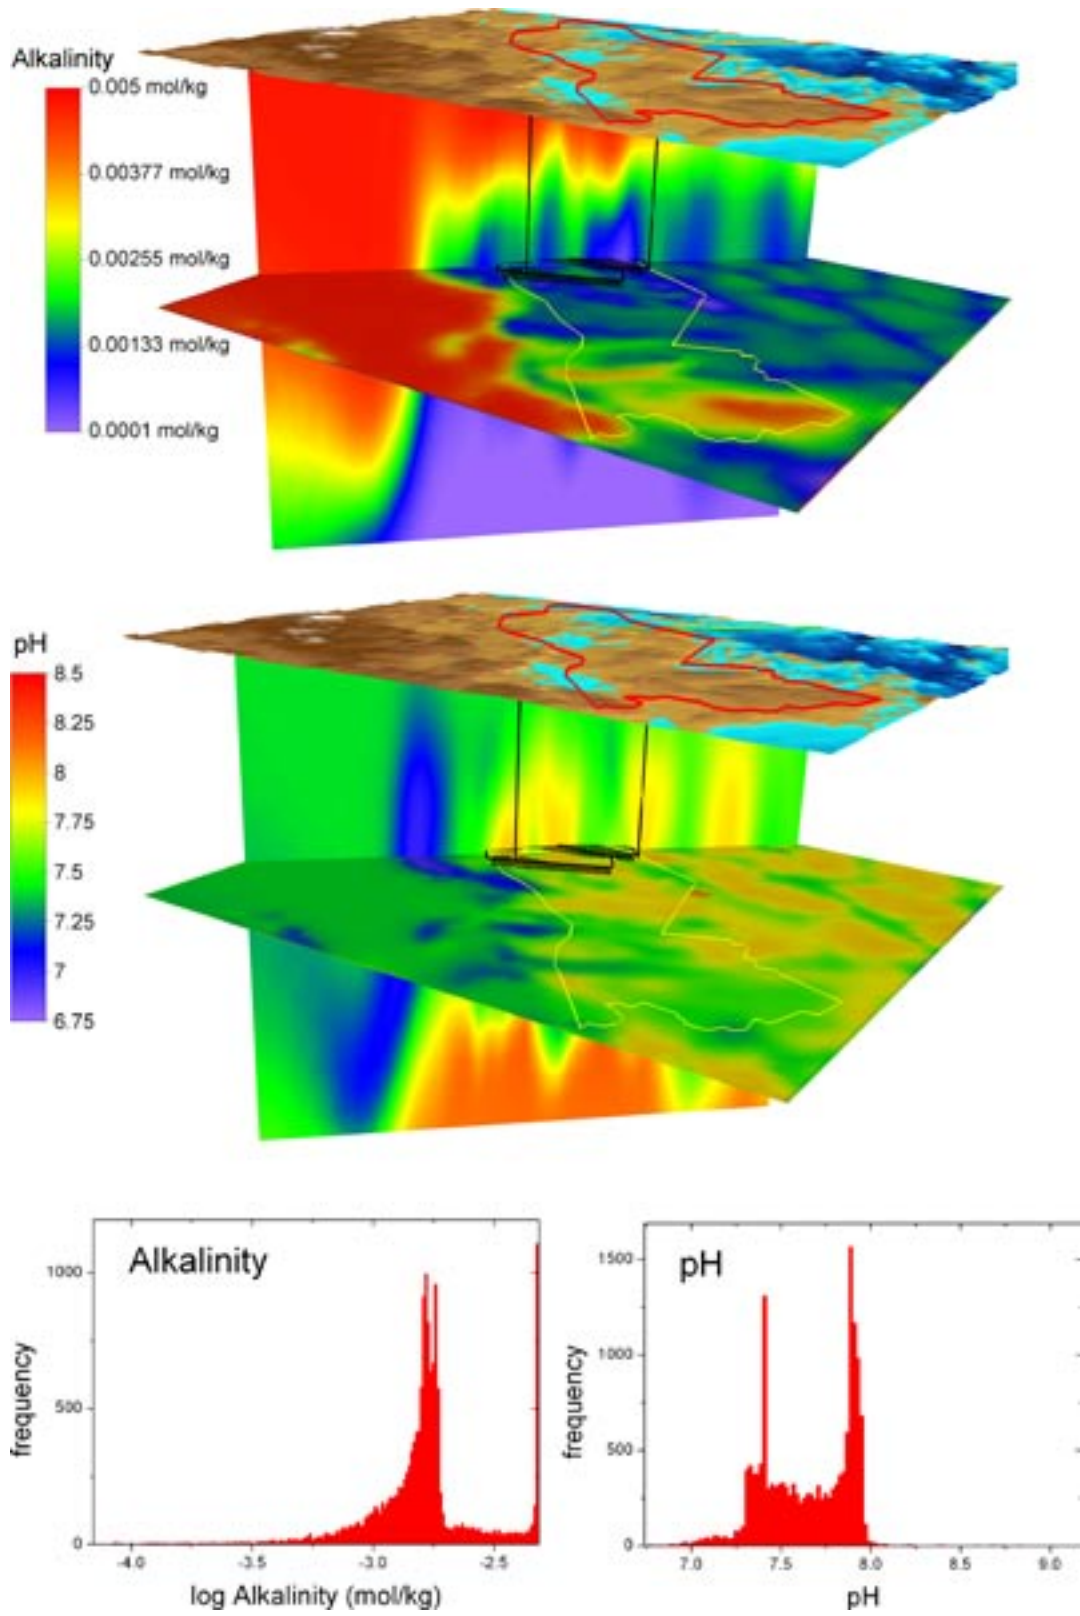 Alkalinity
0.005 mol/kg
0.00377 mol/kg
0.00255 mol/kg
0.00133 mol/kg
0.0001 mol/kg
pH
8.5
8.25
8
7.75
7.5
7.25
7
6.75
Alkalinity
frequency
1000
500
0
-4.0 -3.5 -3.0 -2.5
log Alkalinity (mol/kg)
pH
frequency
1500
1000
500
0
7.0 7.5 8.0 8.5 9.0
pH